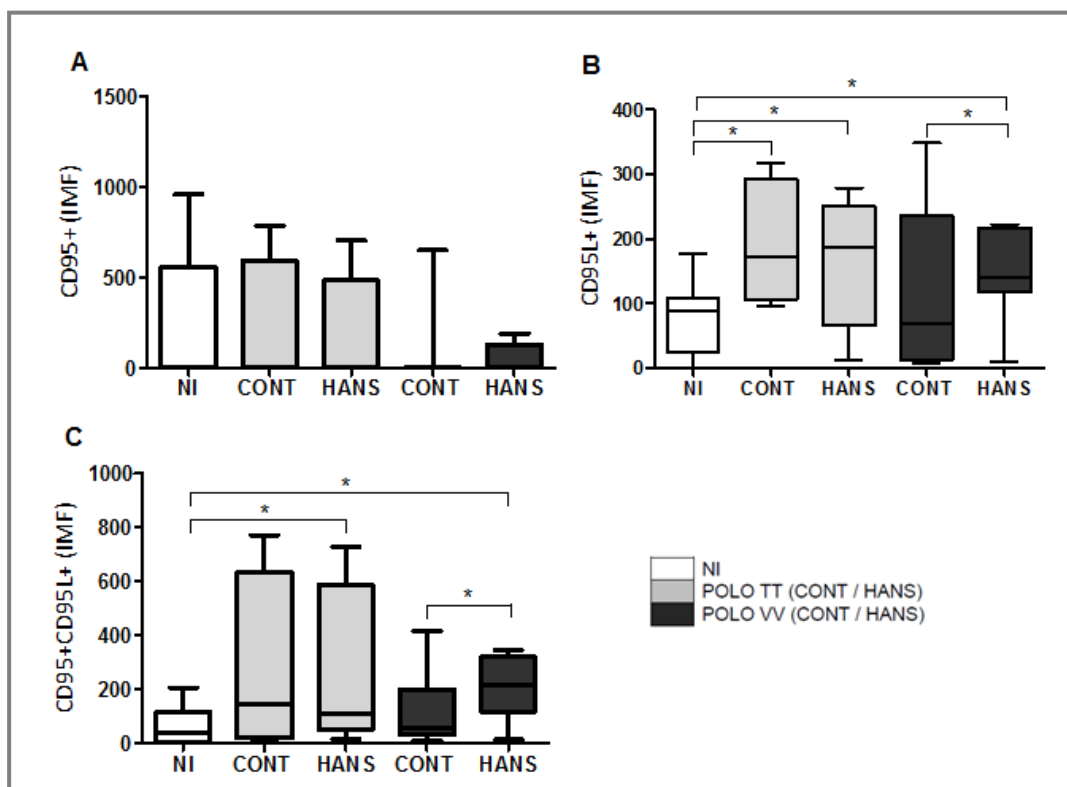 A
CD95+ (IMF)
1500
1000
500
0
NI CONT HANS CONT HANS
B
CD95L+ (IMF)
400
300
200
100
0
* * * *
NI CONT HANS CONT HANS
C
CD95+CD95L+ (IMF)
1000
800
600
400
200
0
* * *
NI CONT HANS CONT HANS
NI
POLO TT (CONT / HANS)
POLO VV (CONT / HANS)